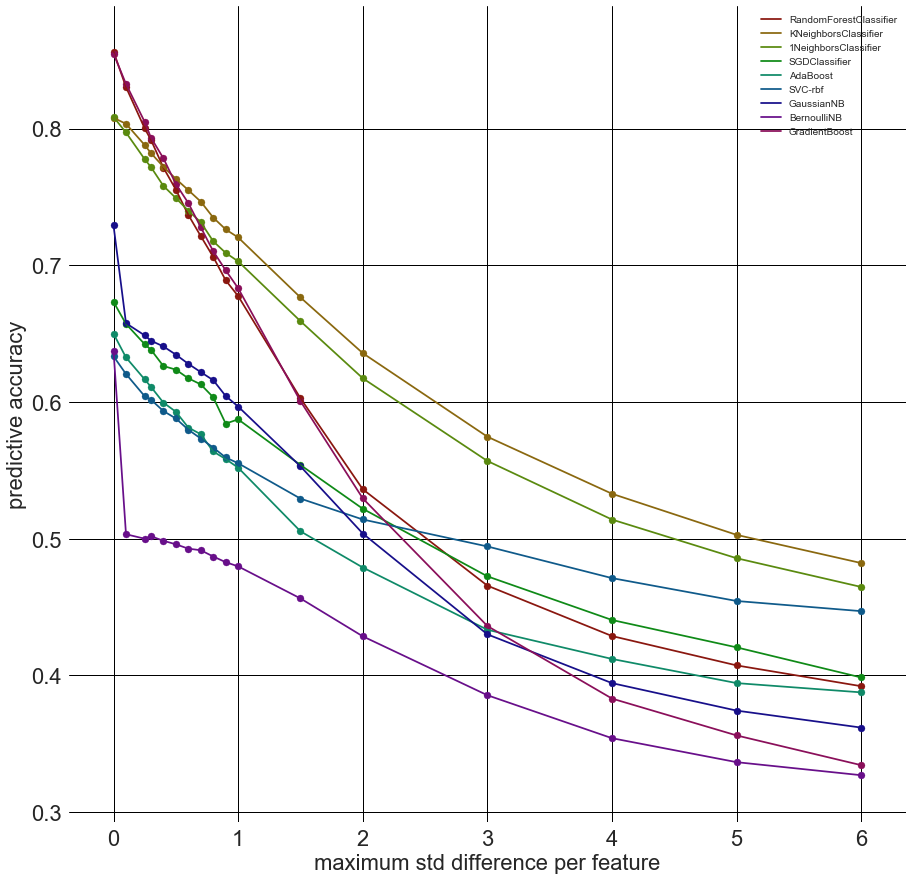 RandomForestClassifier
KNeighborsClassifier
1NeighborsClassifier
SGDClassifier
AdaBoost
SVC-rbf
GaussianNB
BernoulliNB
GradientBoost
0.8
0.7
0.6
0.5
0.4
0.3
predictive accuracy
0 1 2 3 4 5 6
maximum std difference per feature